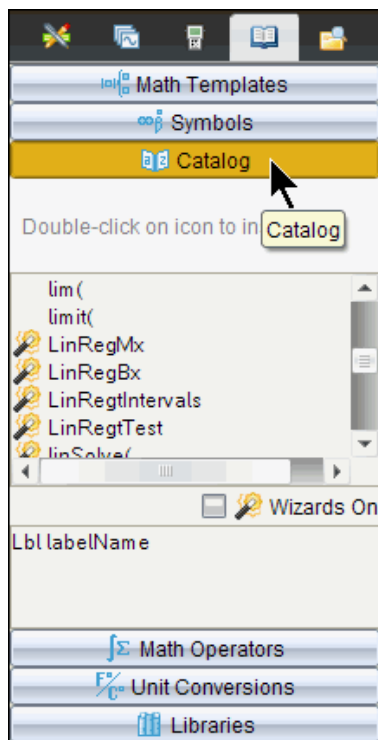 Math Templates
∞β° Symbols
Catalog
Double-click on icon to in
Catalog
lim(
limit(
LinRegMx
LinRegBx
LinRegtIntervals
LinRegtTest
linSolve(
Wizards On
Lbl labelName
∫Σ Math Operators
F°/C° Unit Conversions
Libraries